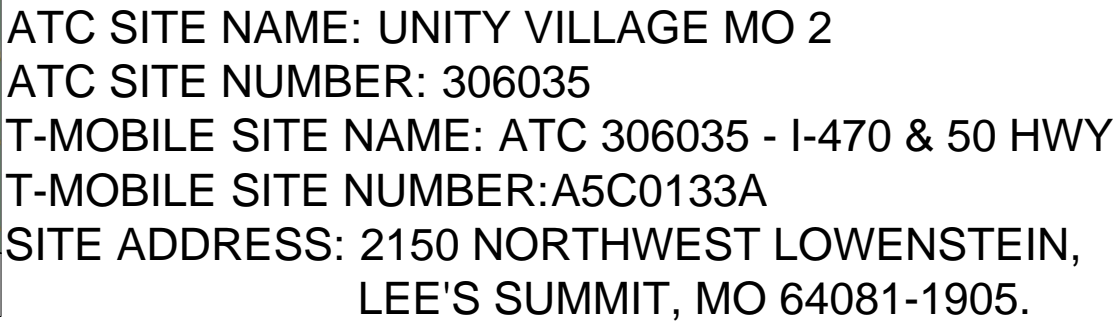 ATC SITE NAME: UNITY VILLAGE MO 2
ATC SITE NUMBER: 306035
T-MOBILE SITE NAME: ATC 306035 - I-470 & 50 HWY
T-MOBILE SITE NUMBER:A5C0133A
SITE ADDRESS: 2150 NORTHWEST LOWENSTEIN,
LEE'S SUMMIT, MO 64081-1905.